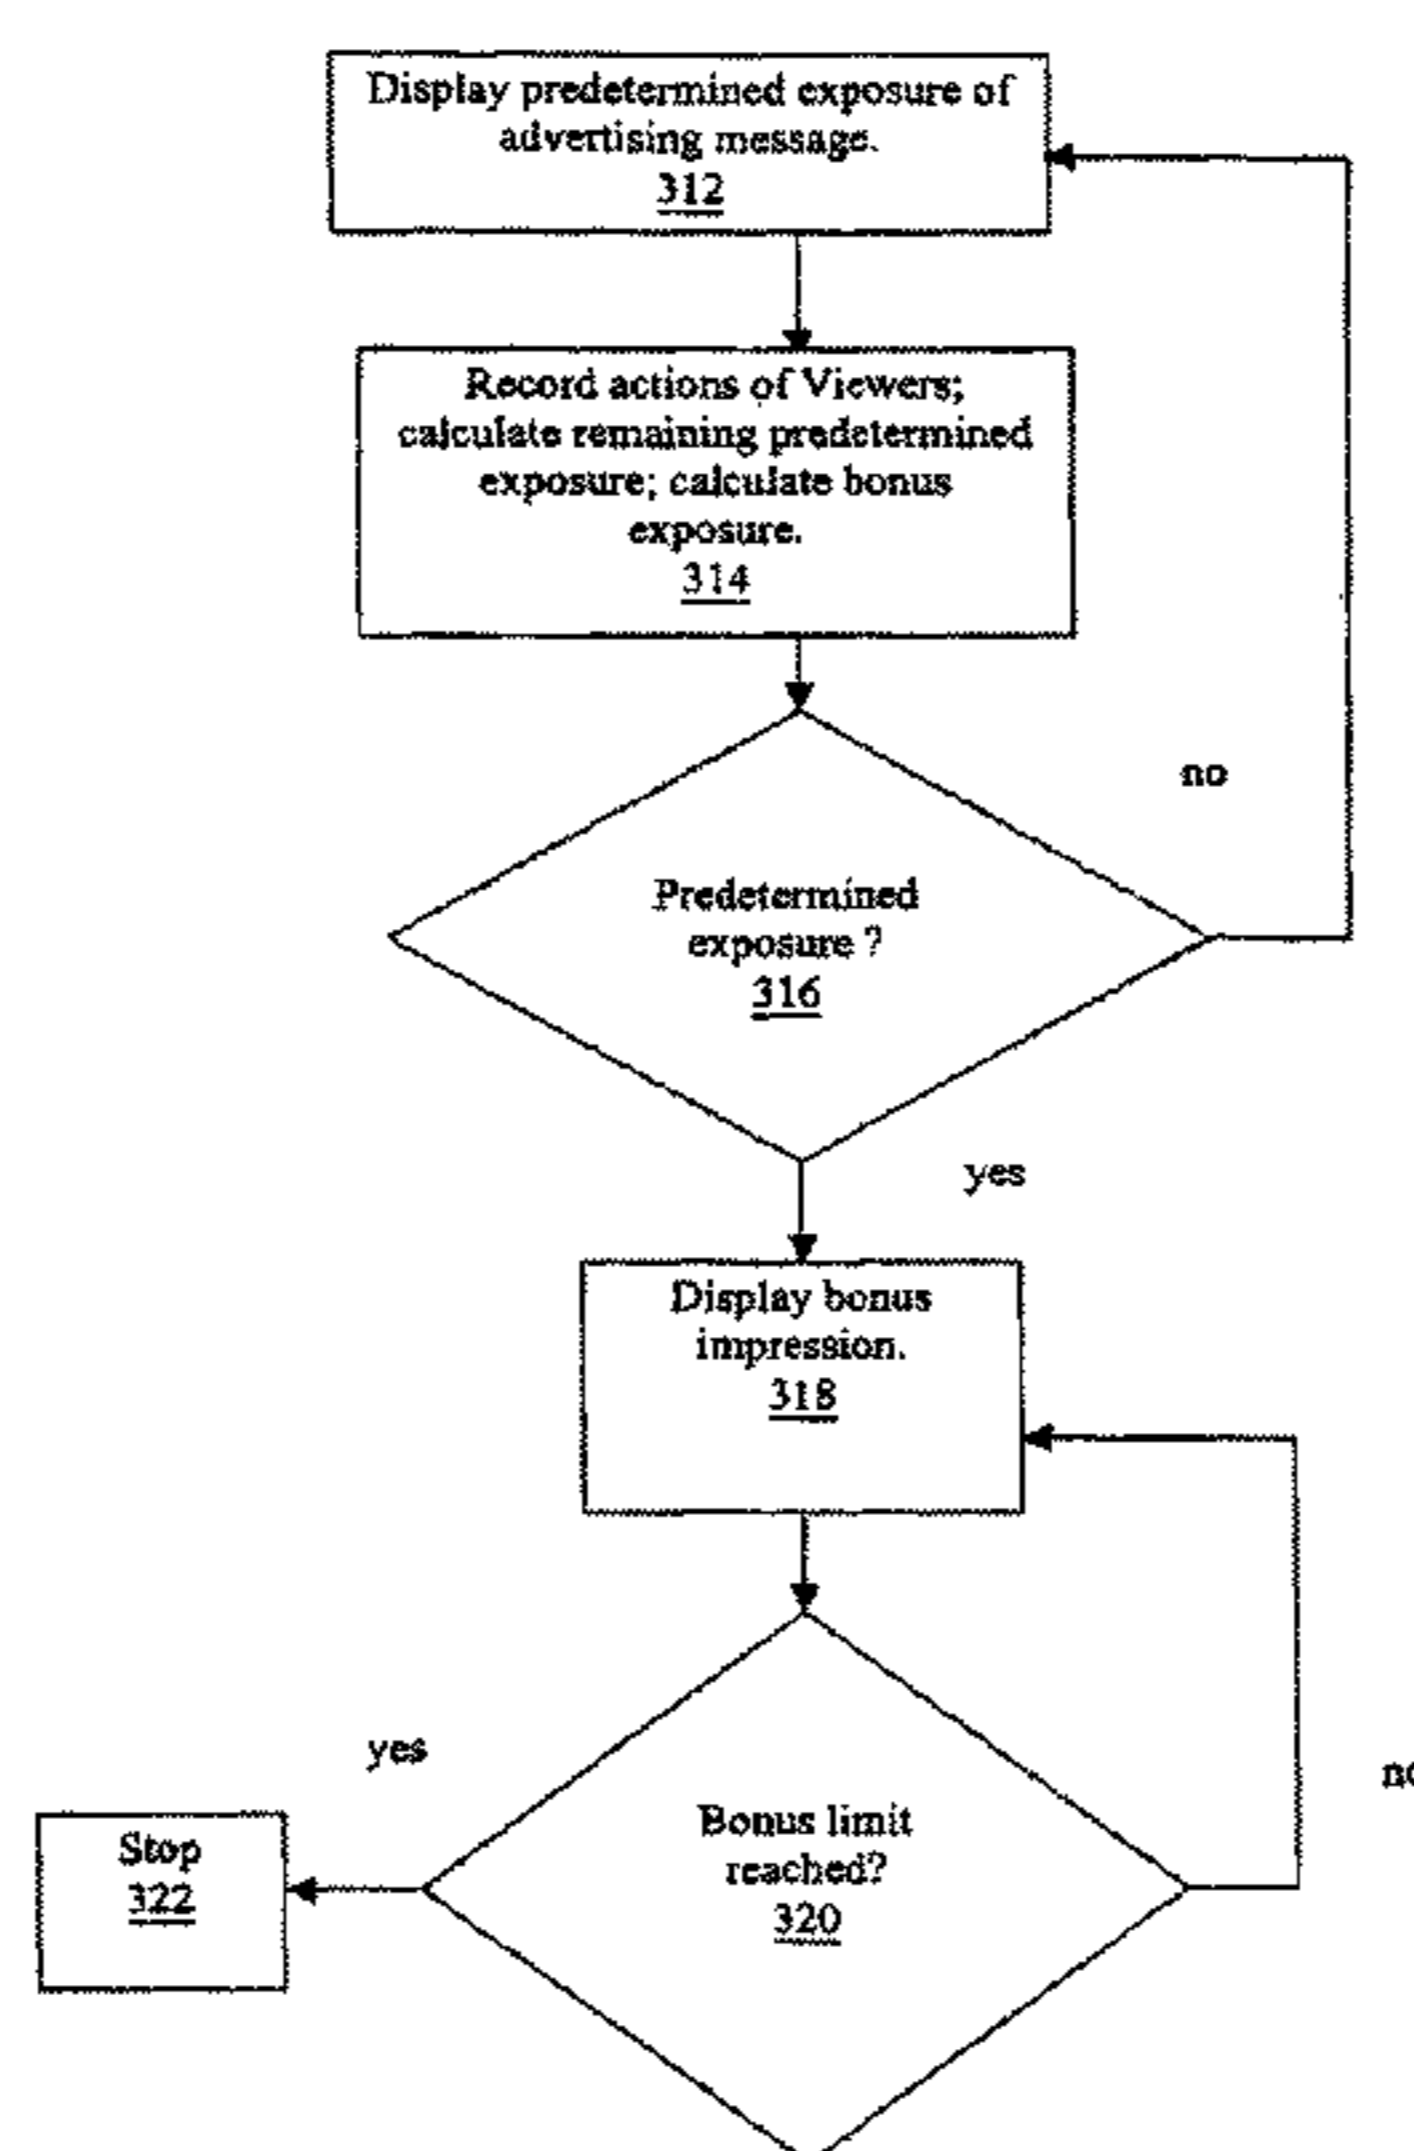 Display predetermined exposure of
advertising message.
312
Record actions of Viewers;
calculate remaining predetermined
exposure; calculate bonus
exposure.
314
no
Predetermined
exposure ?
316
yes
Display bonus
impression.
318
yes
Bonus limit
reached?
320
Stop
322